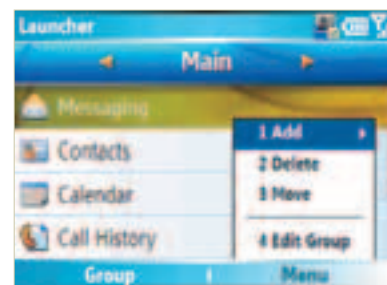 Launcher
Main
Messaging
Contacts
Calendar
Call History
1 Add
2 Delete
3 Move
4 Edit Group
Group
Menu